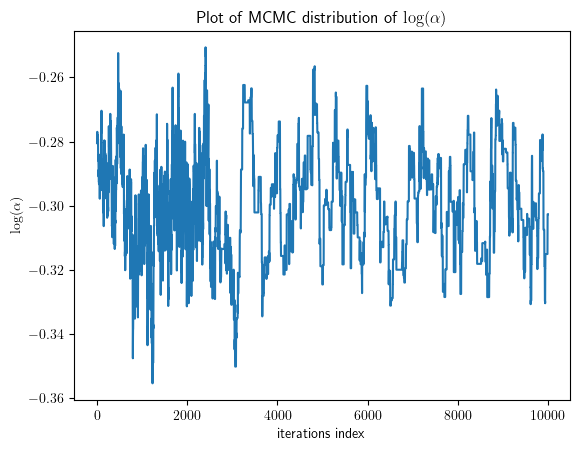 Plot of MCMC distribution of log(α)
−0.26
−0.28
−0.30
−0.32
−0.34
−0.36
log(α)
0 2000 4000 6000 8000 10000
iterations index